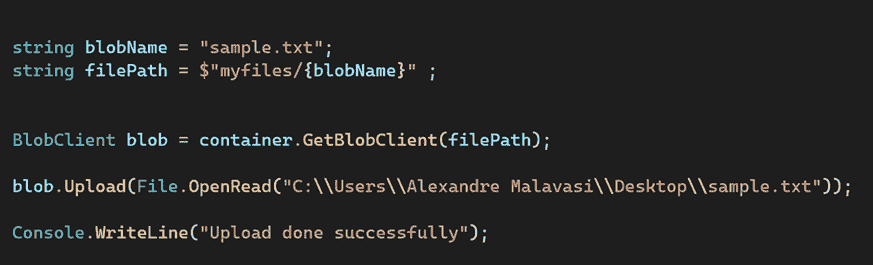 string blobName = "sample.txt";
string filePath = $"myfiles/{blobName}" ;
BlobClient blob = container.GetBlobClient(filePath);
blob.Upload(File.OpenRead("C:\\Users\\Alexandre Malavasi\\Desktop\\sample.txt"));
Console.WriteLine("Upload done successfully");